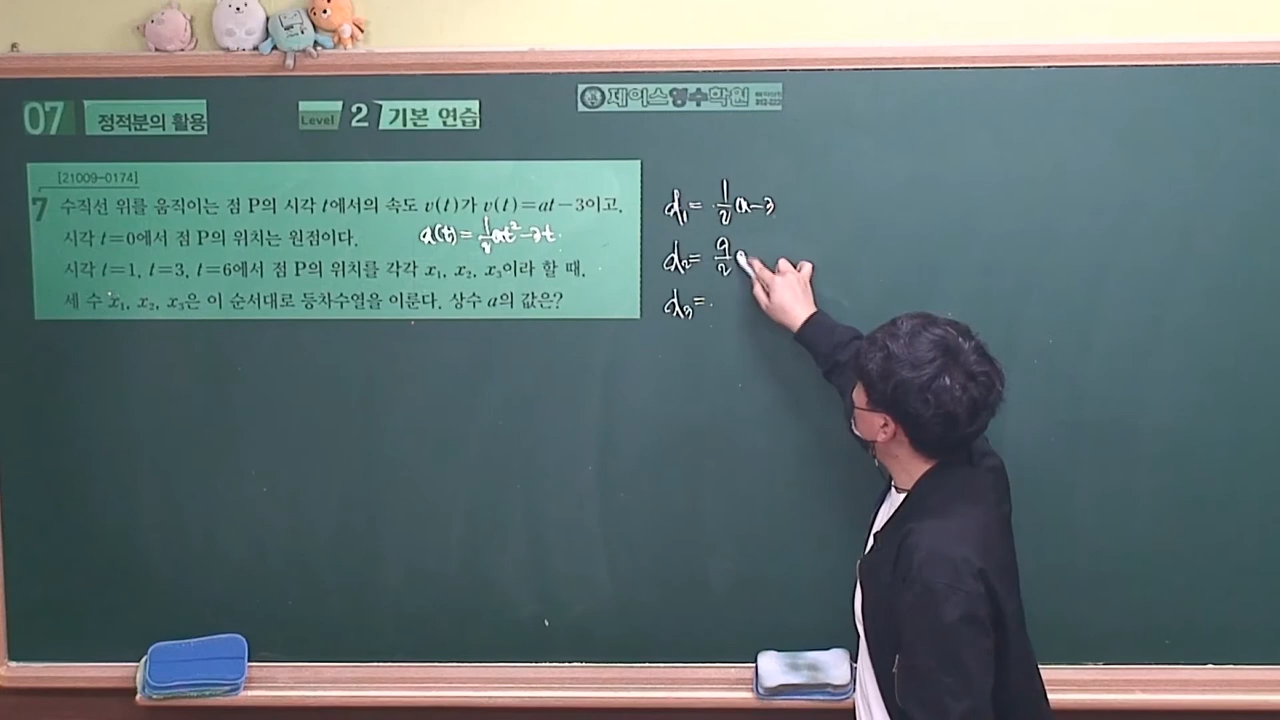 07 정적분의 활용
Level 2 기본 연습
제이스영수학원
[21009-0174]
7 수직선 위를 움직이는 점 P의 시각 t에서의 속도 v(t)가 v(t)=at-3이고,
시각 t=0에서 점 P의 위치는 원점이다.
x(t)=½at²-3t.
시각 t=1, t=3, t=6에서 점 P의 위치를 각각 x₁, x₂, x₃이라 할 때,
세 수 x₁, x₂, x₃은 이 순서대로 등차수열을 이룬다. 상수 a의 값은?
x₁= ½a-3
x₂= 9/2
x₃=